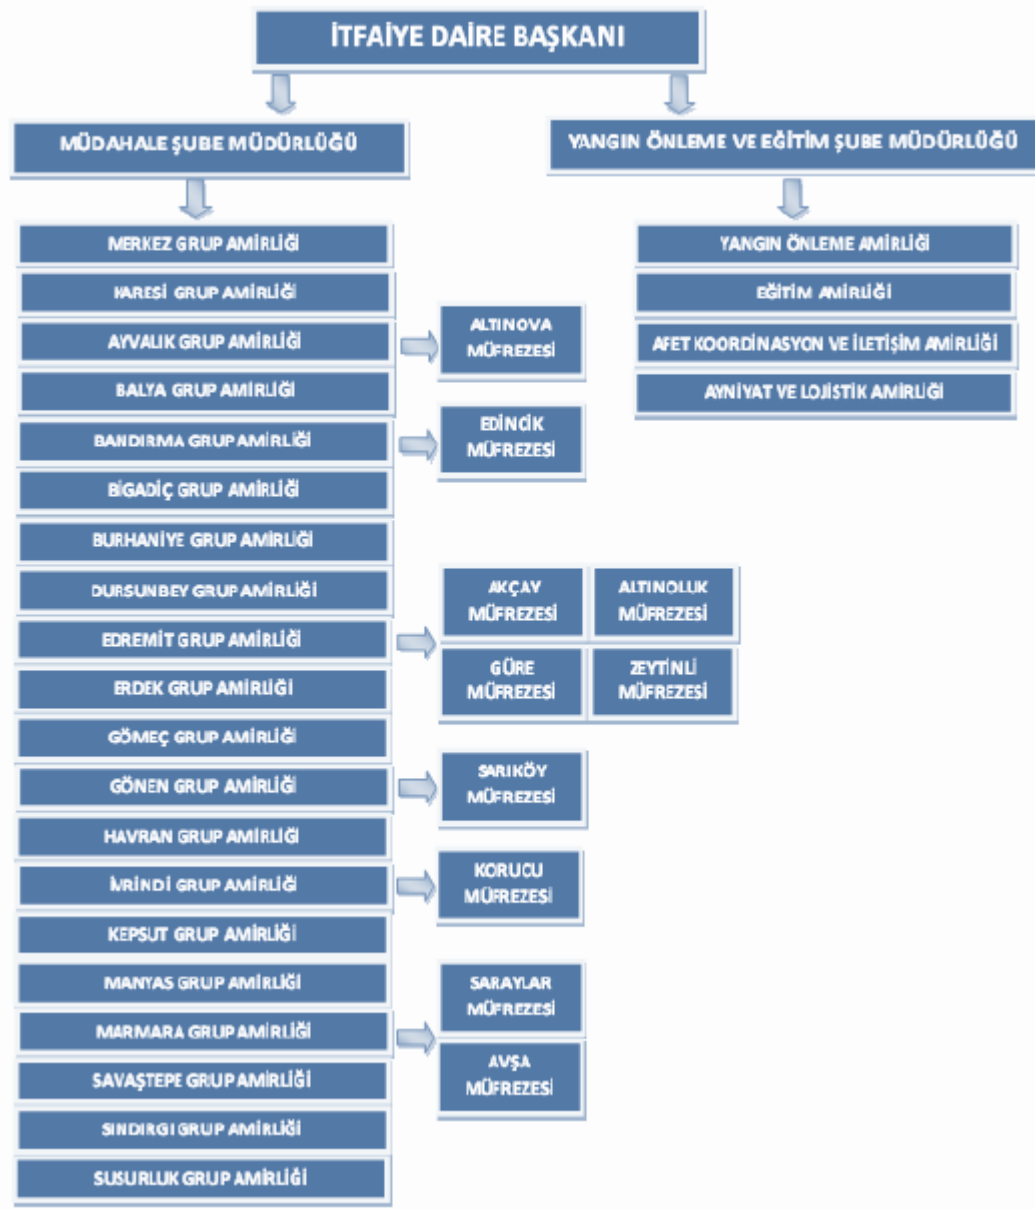 İTFAİYE DAİRE BAŞKANI
MÜDAHALE ŞUBE MÜDÜRLÜĞÜ
YANGIN ÖNLEME VE EĞİTİM ŞUBE MÜDÜRLÜĞÜ
MERKEZ GRUP AMİRLİĞİ
KARESİ GRUP AMİRLİĞİ
AYVALIK GRUP AMİRLİĞİ
BALYA GRUP AMİRLİĞİ
BANDIRMA GRUP AMİRLİĞİ
BİGADİÇ GRUP AMİRLİĞİ
BURHANİYE GRUP AMİRLİĞİ
DURSUNBEY GRUP AMİRLİĞİ
EDREMİT GRUP AMİRLİĞİ
ERDEK GRUP AMİRLİĞİ
GÖMEÇ GRUP AMİRLİĞİ
GÖNEN GRUP AMİRLİĞİ
HAVRAN GRUP AMİRLİĞİ
İVRİNDİ GRUP AMİRLİĞİ
KEPSUT GRUP AMİRLİĞİ
MANYAS GRUP AMİRLİĞİ
MARMARA GRUP AMİRLİĞİ
SAVAŞTEPE GRUP AMİRLİĞİ
SINDIRGI GRUP AMİRLİĞİ
SUSURLUK GRUP AMİRLİĞİ
ALTINOVA
MÜFREZESİ
EDİNCİK
MÜFREZESİ
AKÇAY
MÜFREZESİ
ALTINOLUK
MÜFREZESİ
GÜRE
MÜFREZESİ
ZEYTİNLİ
MÜFREZESİ
SARIKÖY
MÜFREZESİ
KORUCU
MÜFREZESİ
SARAYLAR
MÜFREZESİ
AVŞA
MÜFREZESİ
YANGIN ÖNLEME AMİRLİĞİ
EĞİTİM AMİRLİĞİ
AFET KOORDİNASYON VE İLETİŞİM AMİRLİĞİ
AYNİYAT VE LOJİSTİK AMİRLİĞİ